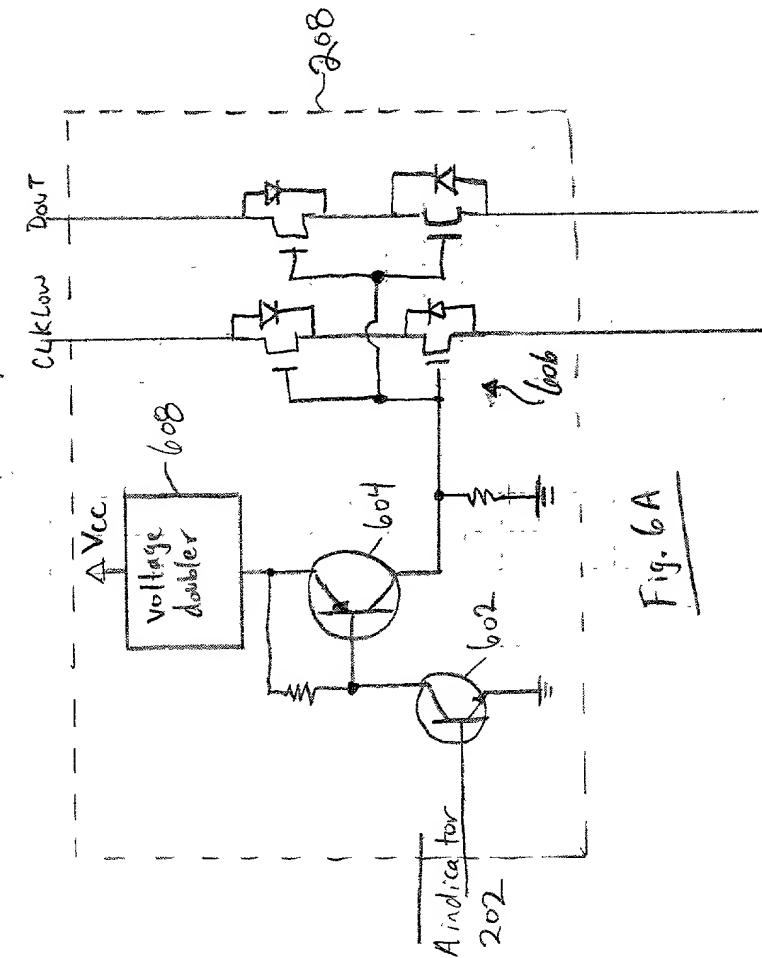 208
CLKLOW
DOUT
Vcc
608
Voltage
doubler
604
606
602
A indicator
202
Fig. 6A